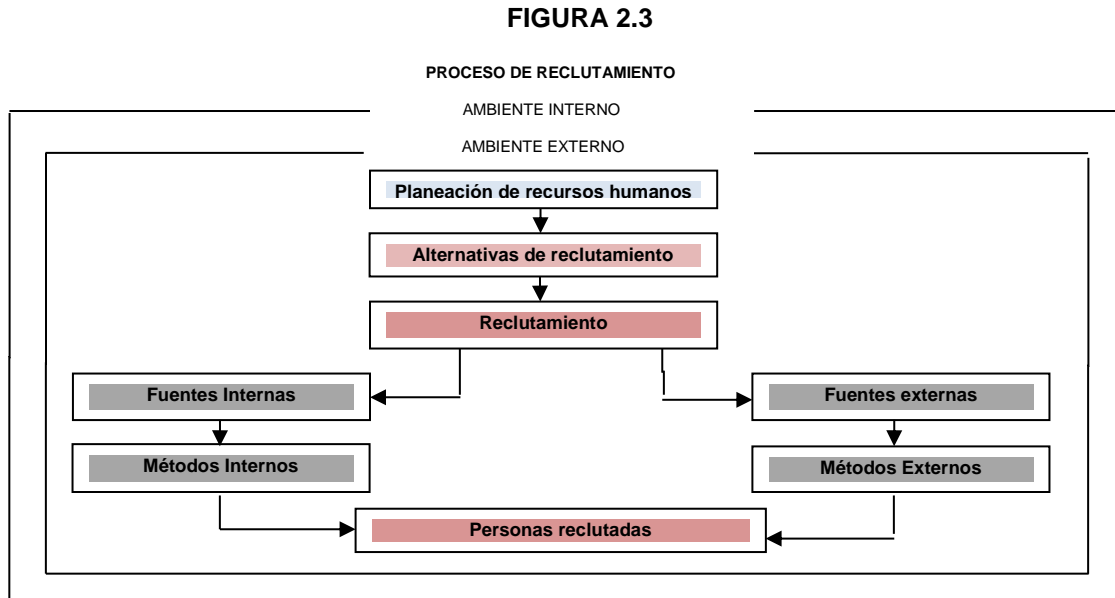 FIGURA 2.3
PROCESO DE RECLUTAMIENTO
AMBIENTE INTERNO
AMBIENTE EXTERNO
Planeación de recursos humanos
Alternativas de reclutamiento
Reclutamiento
Fuentes Internas
Fuentes externas
Métodos Internos
Métodos Externos
Personas reclutadas